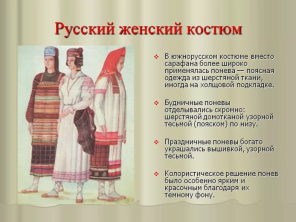 Русский женский костюм
В южнорусском костюме вместо
сарафана более широко
применялась понева — поясная
одежда из шерстяной ткани,
иногда на холщовой подкладке.
Будничные поневы
отделывались скромно:
шерстяной домотканой узорной
тесьмой (пояском) по низу.
Праздничные поневы богато
украшались вышивкой, узорной
тесьмой.
Колористическое решение понев
было особенно ярким и
красочным благодаря их
темному фону.